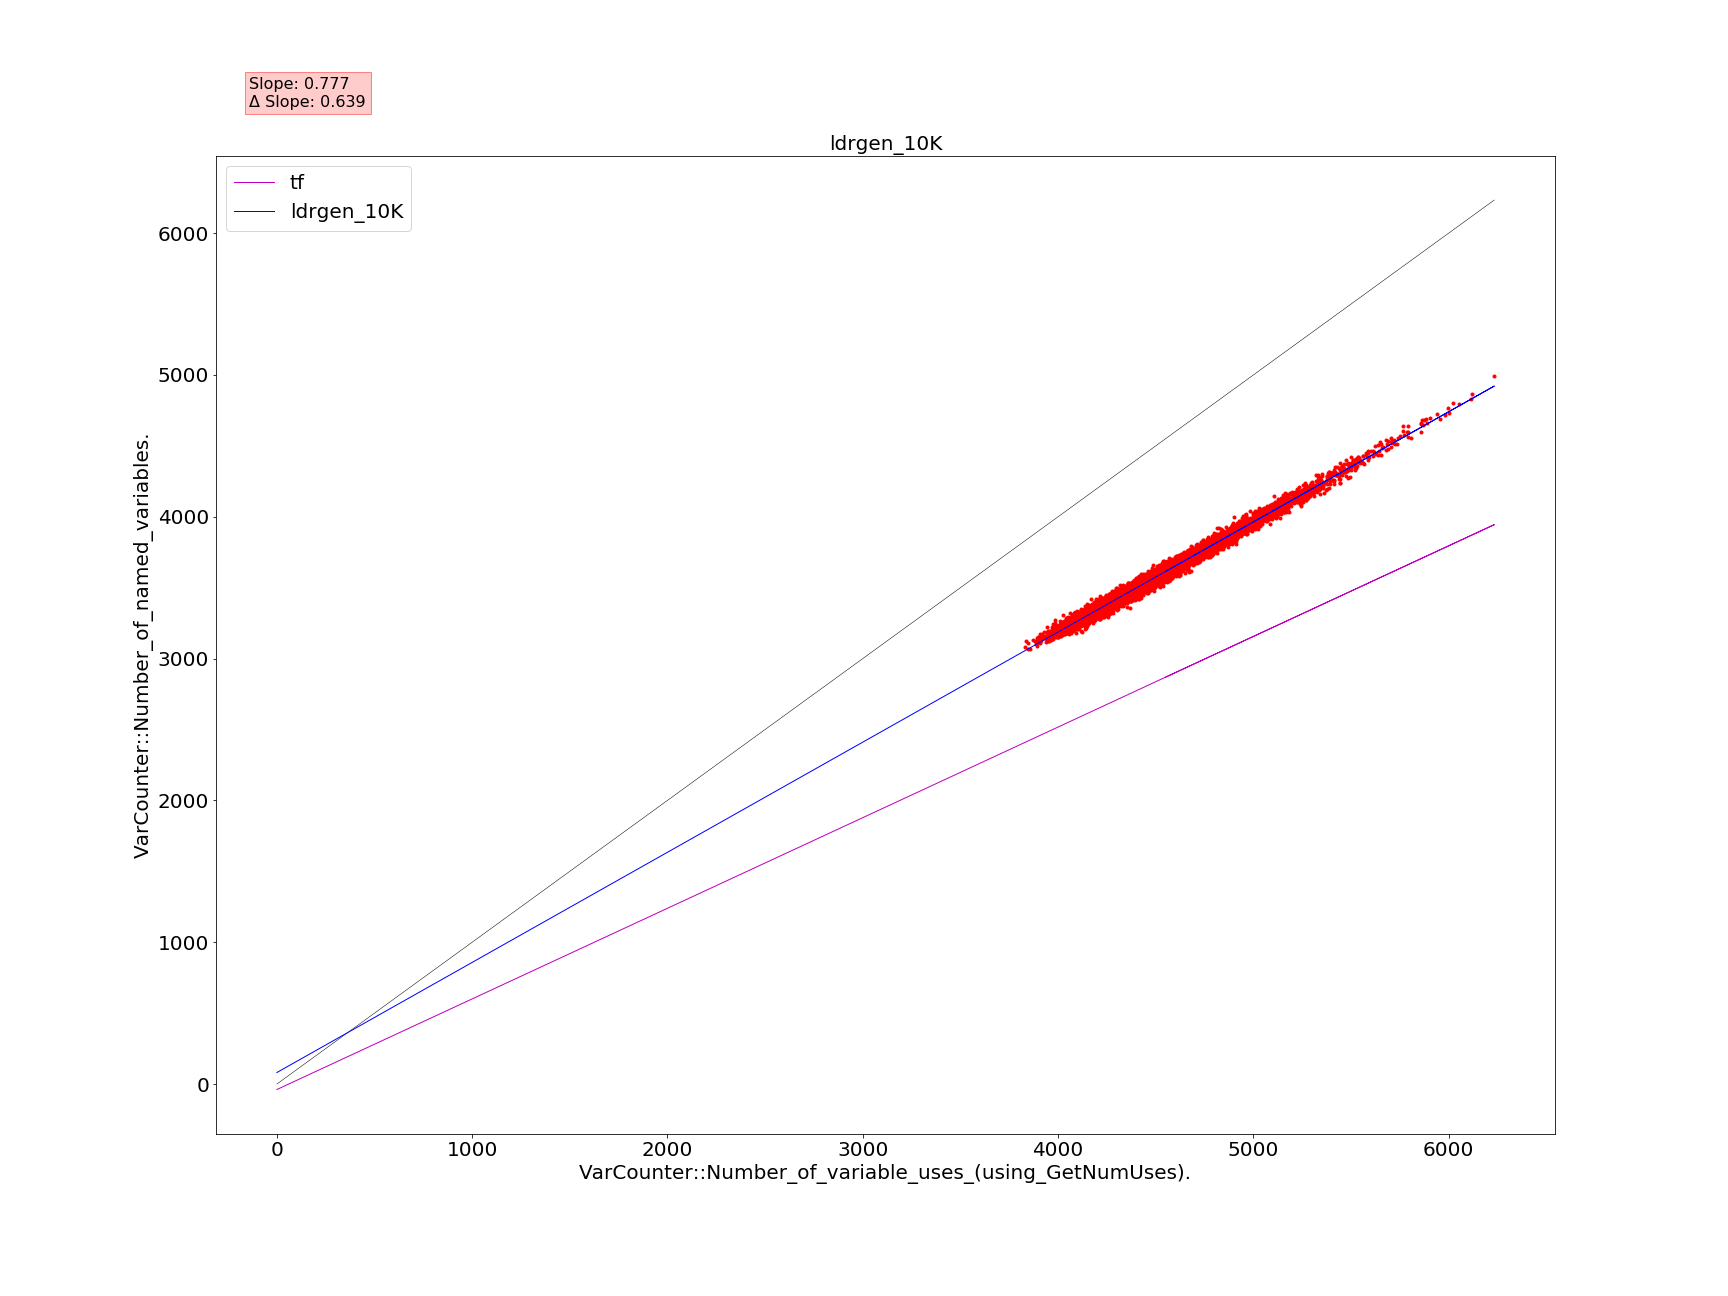 Slope: 0.777
Δ Slope: 0.639
ldrgen_10K
tf
ldrgen_10K
6000
5000
4000
3000
2000
1000
0
VarCounter::Number_of_named_variables.
0 1000 2000 3000 4000 5000 6000
VarCounter::Number_of_variable_uses_(using_GetNumUses).